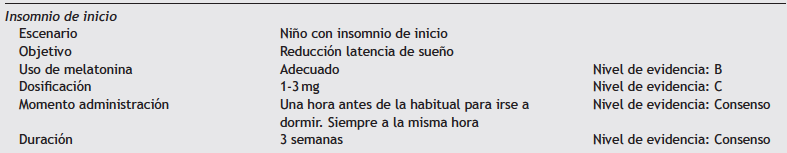 Insomnio de inicio
Escenario Niño con insomnio de inicio
Objetivo Reducción latencia de sueño
Uso de melatonina Adecuado Nivel de evidencia: B
Dosificación 1-3 mg Nivel de evidencia: C
Momento administración Una hora antes de la habitual para irse a Nivel de evidencia: Consenso
dormir. Siempre a la misma hora
Duración 3 semanas Nivel de evidencia: Consenso